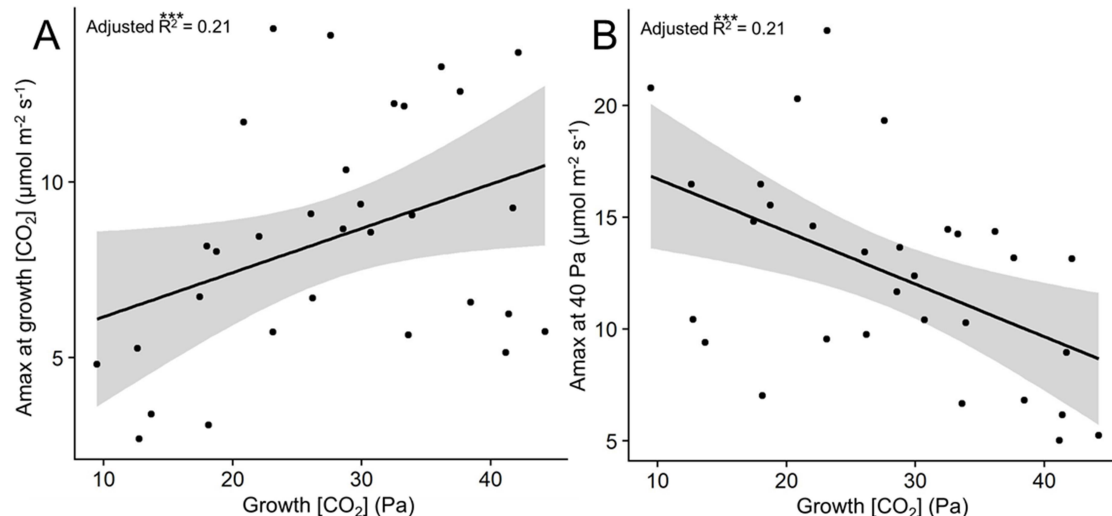 A
Adjusted R² = 0.21
***
Amax at growth [CO₂] (µmol m⁻² s⁻¹)
10
5
10 20 30 40
Growth [CO₂] (Pa)
B
Adjusted R² = 0.21
***
Amax at 40 Pa (µmol m⁻² s⁻¹)
20
15
10
5
10 20 30 40
Growth [CO₂] (Pa)